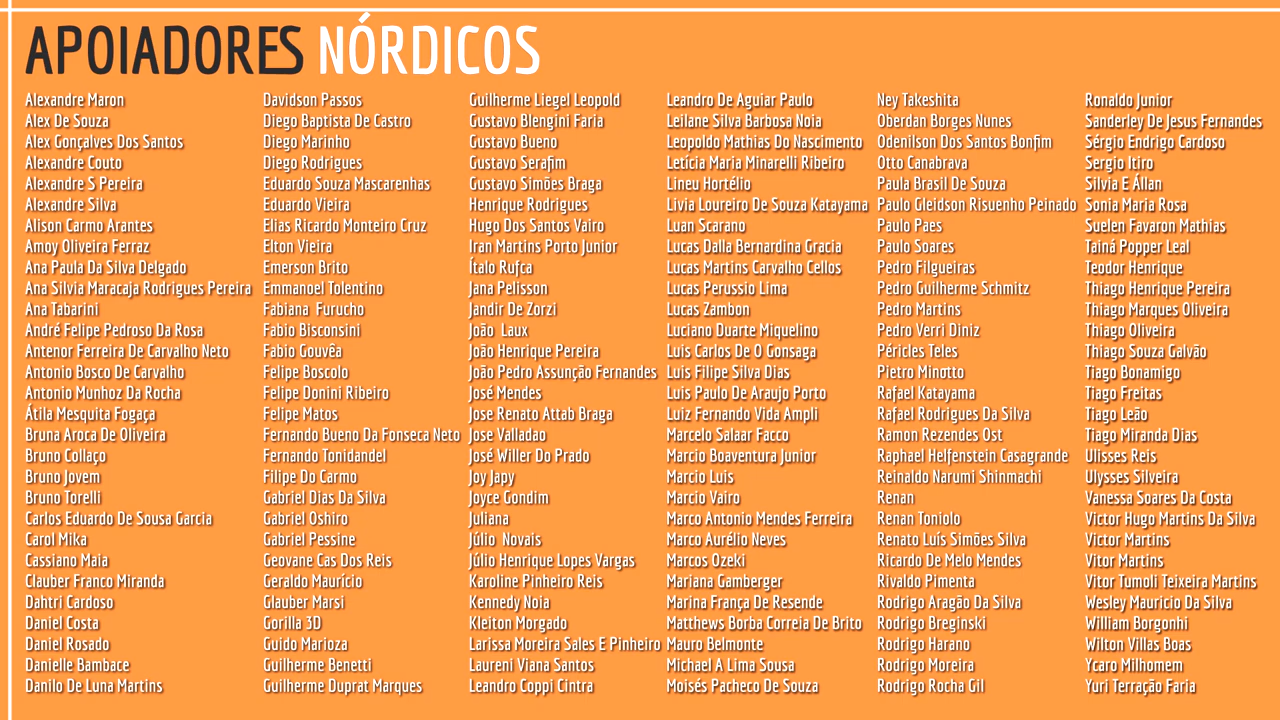 APOIADORES NÓRDICOS
Alexandre Maron
Alex De Souza
Alex Gonçalves Dos Santos
Alexandre Couto
Alexandre S Pereira
Alexandre Silva
Alison Carmo Arantes
Amoy Oliveira Ferraz
Ana Paula Da Silva Delgado
Ana Silvia Maracaja Rodrigues Pereira
Ana Tabarini
André Felipe Pedroso Da Rosa
Antenor Ferreira De Carvalho Neto
Antonio Bosco De Carvalho
Antonio Munhoz Da Rocha
Átila Mesquita Fogaça
Bruna Aroca De Oliveira
Bruno Collaço
Bruno Jovem
Bruno Torelli
Carlos Eduardo De Sousa Garcia
Carol Mika
Cassiano Maia
Clauber Franco Miranda
Dahtri Cardoso
Daniel Costa
Daniel Rosado
Danielle Bambace
Danilo De Luna Martins
Davidson Passos
Diego Baptista De Castro
Diego Marinho
Diego Rodrigues
Eduardo Souza Mascarenhas
Eduardo Vieira
Elias Ricardo Monteiro Cruz
Elton Vieira
Emerson Brito
Emmanoel Tolentino
Fabiana Furucho
Fabio Bisconsini
Fabio Gouvêa
Felipe Boscolo
Felipe Donini Ribeiro
Felipe Matos
Fernando Bueno Da Fonseca Neto
Fernando Tonidandel
Filipe Do Carmo
Gabriel Dias Da Silva
Gabriel Oshiro
Gabriel Pessine
Geovane Cas Dos Reis
Geraldo Maurício
Glauber Marsi
Gorilla 3D
Guido Marioza
Guilherme Benetti
Guilherme Duprat Marques
Guilherme Liegel Leopold
Gustavo Blengini Faria
Gustavo Bueno
Gustavo Serafim
Gustavo Simões Braga
Henrique Rodrigues
Hugo Dos Santos Vairo
Iran Martins Porto Junior
Ítalo Rufca
Jana Pelisson
Jandir De Zorzi
João Laux
João Henrique Pereira
João Pedro Assunção Fernandes
José Mendes
Jose Renato Attab Braga
Jose Valladao
José Willer Do Prado
Joy Japy
Joyce Gondim
Juliana
Júlio Novais
Júlio Henrique Lopes Vargas
Karoline Pinheiro Reis
Kennedy Noia
Kleiton Morgado
Larissa Moreira Sales E Pinheiro
Laureni Viana Santos
Leandro Coppi Cintra
Leandro De Aguiar Paulo
Leilane Silva Barbosa Noia
Leopoldo Mathias Do Nascimento
Letícia Maria Minarelli Ribeiro
Lineu Hortélio
Livia Loureiro De Souza Katayama
Luan Scarano
Lucas Dalla Bernardina Gracia
Lucas Martins Carvalho Cellos
Lucas Perussio Lima
Lucas Zambon
Luciano Duarte Miquelino
Luis Carlos De O Gonsaga
Luís Filipe Silva Dias
Luis Paulo De Araujo Porto
Luiz Fernando Vida Ampli
Marcelo Salaar Facco
Marcio Boaventura Junior
Marcio Luis
Marcio Vairo
Marco Antonio Mendes Ferreira
Marco Aurélio Neves
Marcos Ozeki
Mariana Gamberger
Marina França De Resende
Matthews Borba Correia De Brito
Mauro Belmonte
Michael A Lima Sousa
Moisés Pacheco De Souza
Ney Takeshita
Oberdan Borges Nunes
Odenilson Dos Santos Bonfim
Otto Canabrava
Paula Brasil De Souza
Paulo Gleidson Risuenho Peinado
Paulo Paes
Paulo Soares
Pedro Filgueiras
Pedro Guilherme Schmitz
Pedro Martins
Pedro Verri Diniz
Péricles Teles
Pietro Minotto
Rafael Katayama
Rafael Rodrigues Da Silva
Ramon Rezendes Ost
Raphael Helfenstein Casagrande
Reinaldo Narumi Shinmachi
Renan
Renan Toniolo
Renato Luís Simões Silva
Ricardo De Melo Mendes
Rivaldo Pimenta
Rodrigo Aragão Da Silva
Rodrigo Breginski
Rodrigo Harano
Rodrigo Moreira
Rodrigo Rocha Gil
Ronaldo Junior
Sanderley De Jesus Fernandes
Sérgio Endrigo Cardoso
Sergio Itiro
Silvia E Állan
Sonia Maria Rosa
Suelen Favaron Mathias
Tainá Popper Leal
Teodor Henrique
Thiago Henrique Pereira
Thiago Marques Oliveira
Thiago Oliveira
Thiago Souza Galvão
Tiago Bonamigo
Tiago Freitas
Tiago Leão
Tiago Miranda Dias
Ulisses Reis
Ulysses Silveira
Vanessa Soares Da Costa
Victor Hugo Martins Da Silva
Victor Martins
Vitor Martins
Vitor Tumoli Teixeira Martins
Wesley Mauricio Da Silva
William Borgonhi
Wilton Villas Boas
Ycaro Milhomem
Yuri Terração Faria